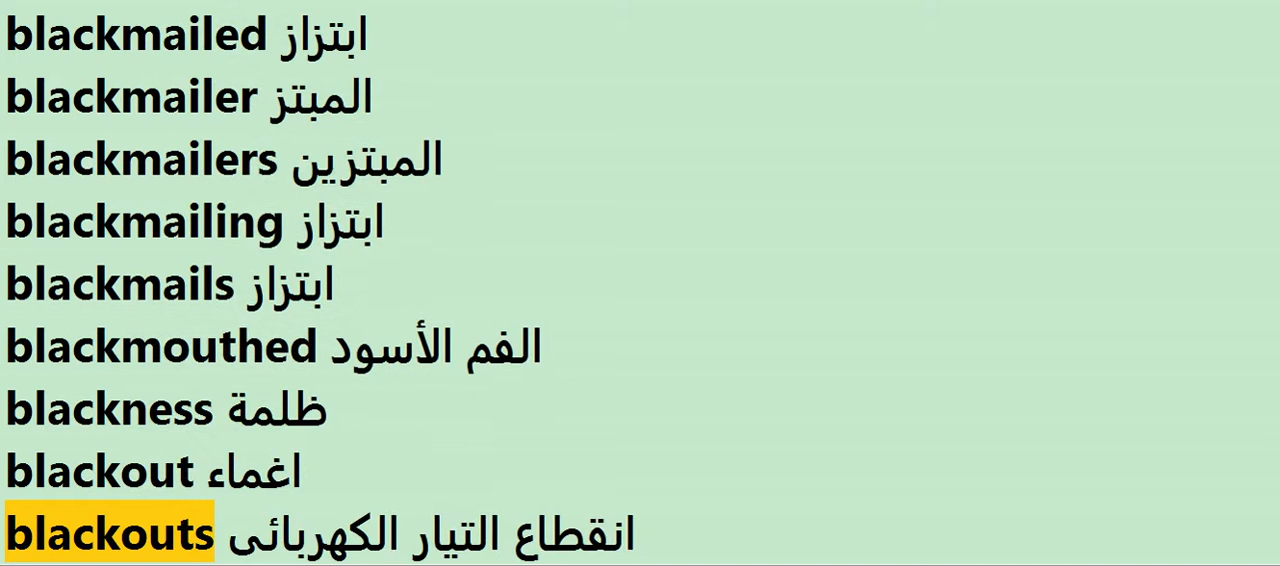 blackmailed ابتزاز
blackmailer المبتز
blackmailers المبتزين
blackmailing ابتزاز
blackmails ابتزاز
blackmouthed الفم الأسود
blackness ظلمة
blackout اغماء
blackouts انقطاع التيار الكهربائى